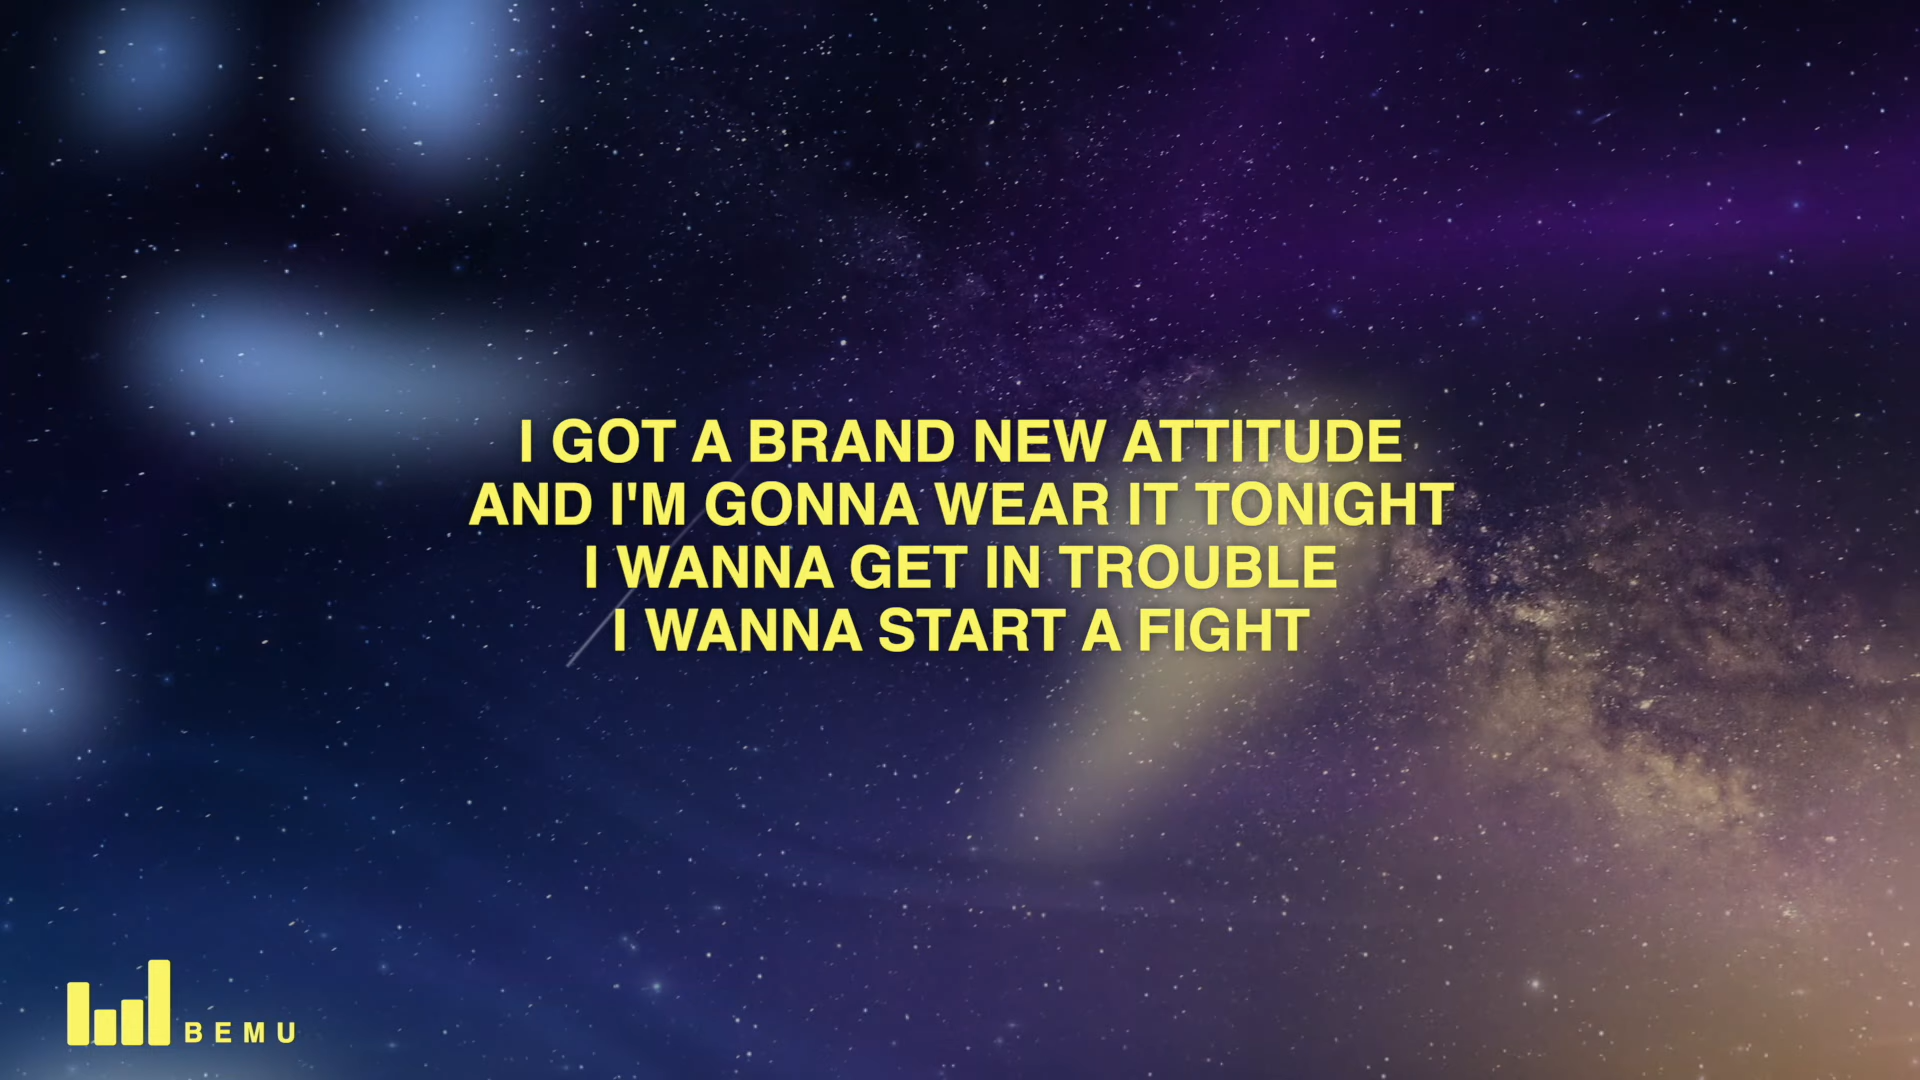 I GOT A BRAND NEW ATTITUDE
AND I'M GONNA WEAR IT TONIGHT
I WANNA GET IN TROUBLE
I WANNA START A FIGHT
BEMU